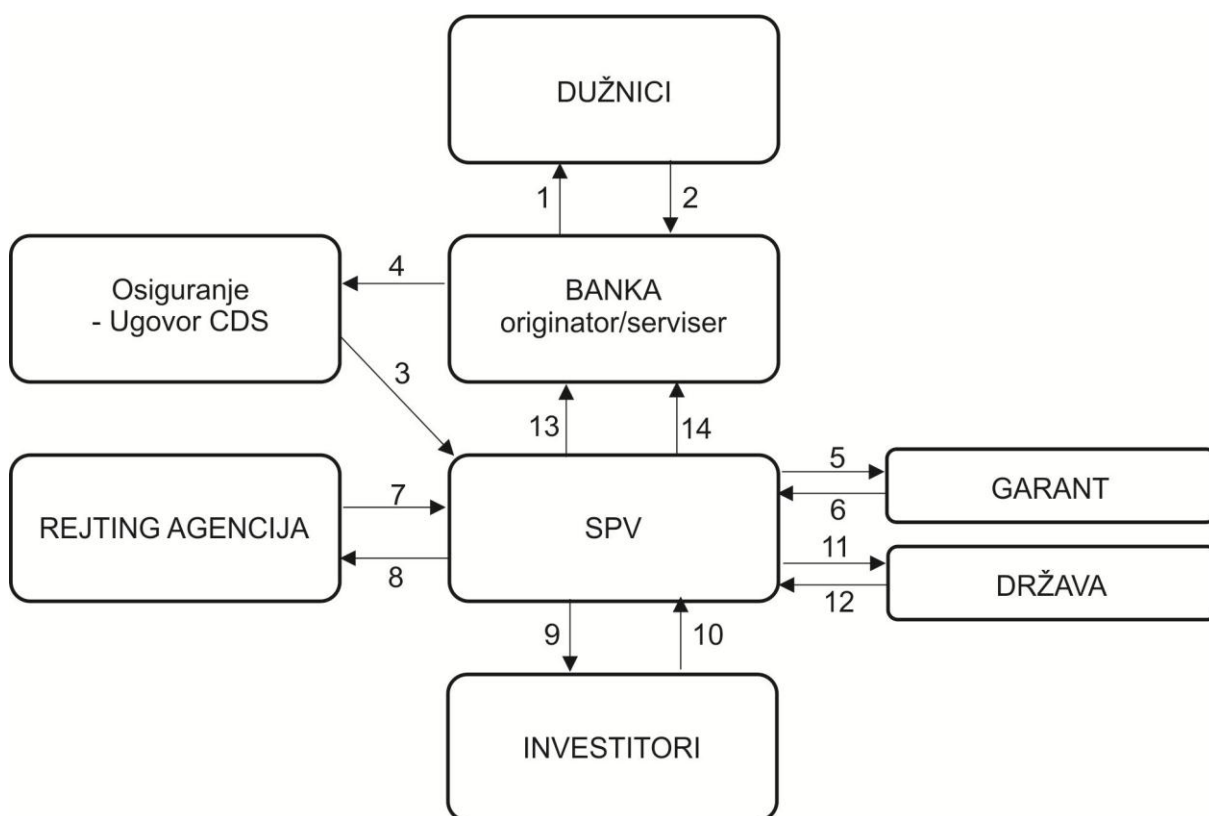 DUŽNICI
1
2
Osiguranje
- Ugovor CDS
4
BANKA
originator/serviser
3
13
14
REJTING AGENCIJA
7
8
SPV
5
6
GARANT
11
12
DRŽAVA
9
10
INVESTITORI